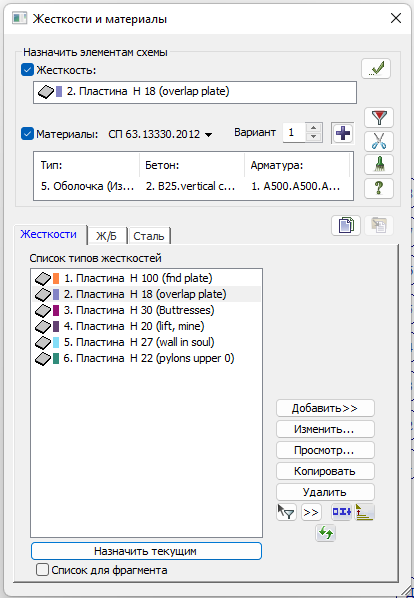 Жесткости и материалы
Назначить элементам схемы
Жесткость:
2. Пластина Н 18 (overlap plate)
Материалы: СП 63.13330.2012 Вариант 1
Тип: Бетон: Арматура:
5. Оболочка (Из... 2. B25.vertical c... 1. A500.A500.A...
Жесткости Ж/Б Сталь
Список типов жесткостей
1. Пластина Н 100 (fnd plate)
2. Пластина Н 18 (overlap plate)
3. Пластина Н 30 (Buttresses)
4. Пластина Н 20 (lift, mine)
5. Пластина Н 27 (wall in soul)
6. Пластина Н 22 (pylons upper 0)
Добавить>>
Изменить...
Просмотр...
Копировать
Удалить
>>
Назначить текущим
Список для фрагмента